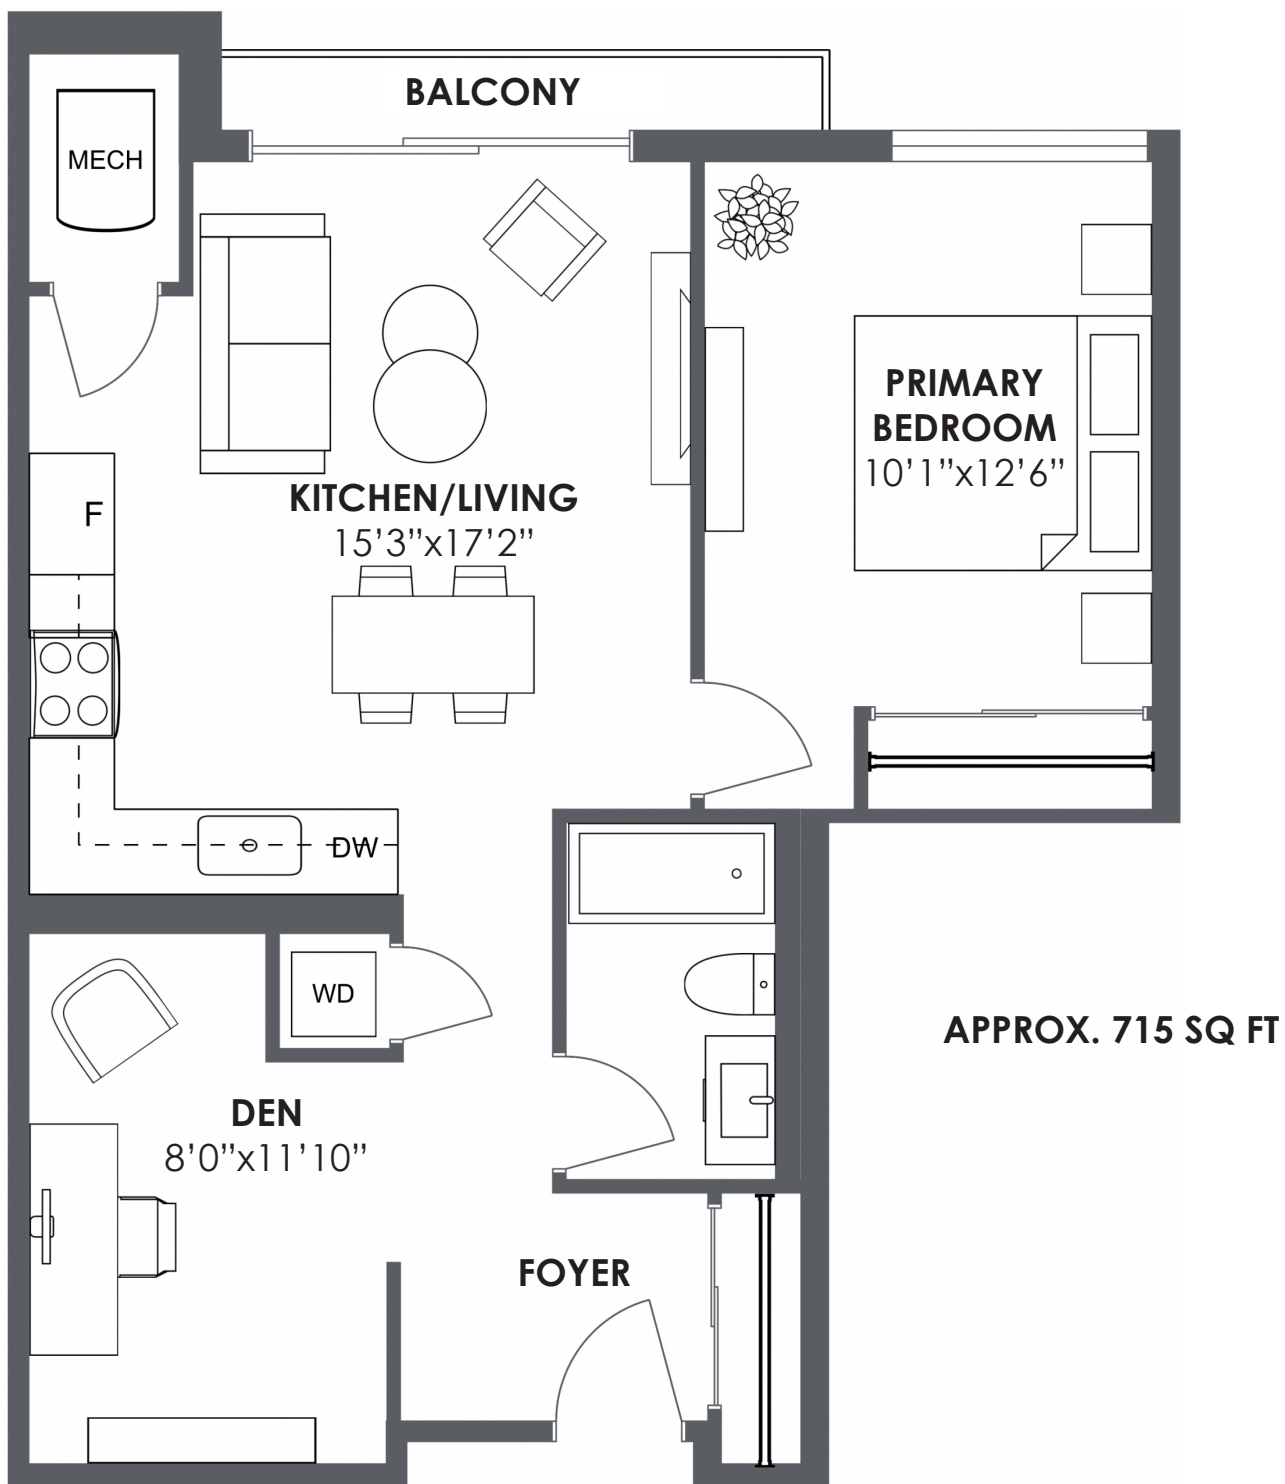 BALCONY
MECH
PRIMARY
BEDROOM
10’1”x12’6”
KITCHEN/LIVING
15’3”x17’2”
F
DW
WD
APPROX. 715 SQ FT
DEN
8’0”x11’10”
FOYER